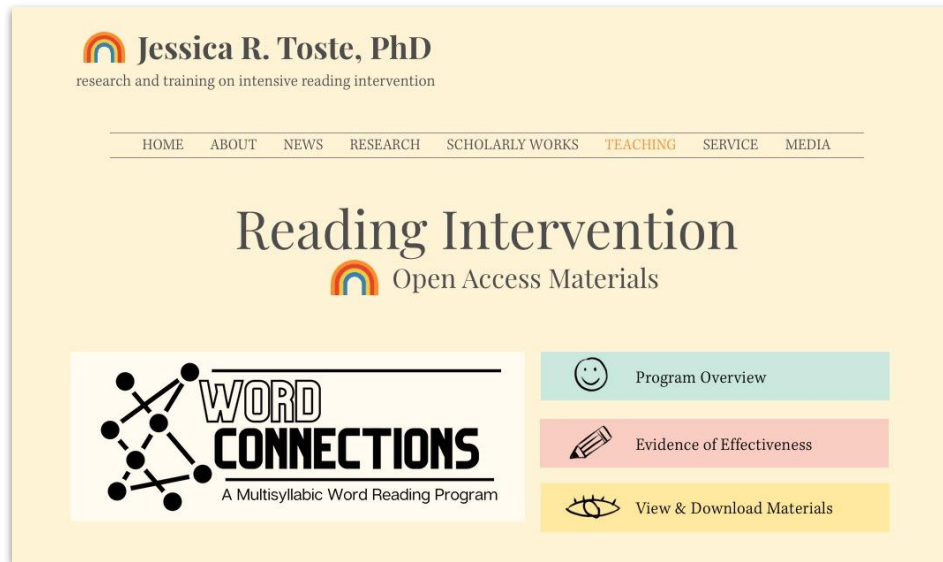 Jessica R. Toste, PhD
research and training on intensive reading intervention
HOME ABOUT NEWS RESEARCH SCHOLARLY WORKS TEACHING SERVICE MEDIA
Reading Intervention
Open Access Materials
WORD
CONNECTIONS
A Multisyllabic Word Reading Program
Program Overview
Evidence of Effectiveness
View & Download Materials